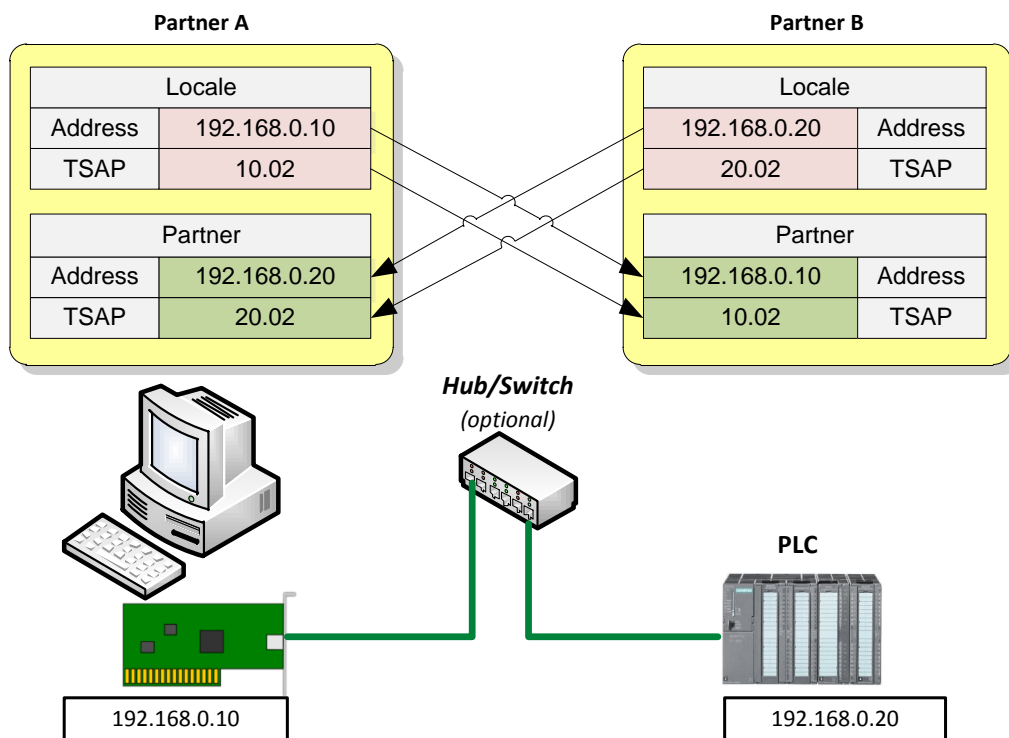 Partner A
Partner B
Locale
Address 192.168.0.10
TSAP 10.02
Partner
Address 192.168.0.20
TSAP 20.02
Locale
192.168.0.20 Address
20.02 TSAP
Partner
192.168.0.10 Address
10.02 TSAP
Hub/Switch
(optional)
PLC
192.168.0.10
192.168.0.20